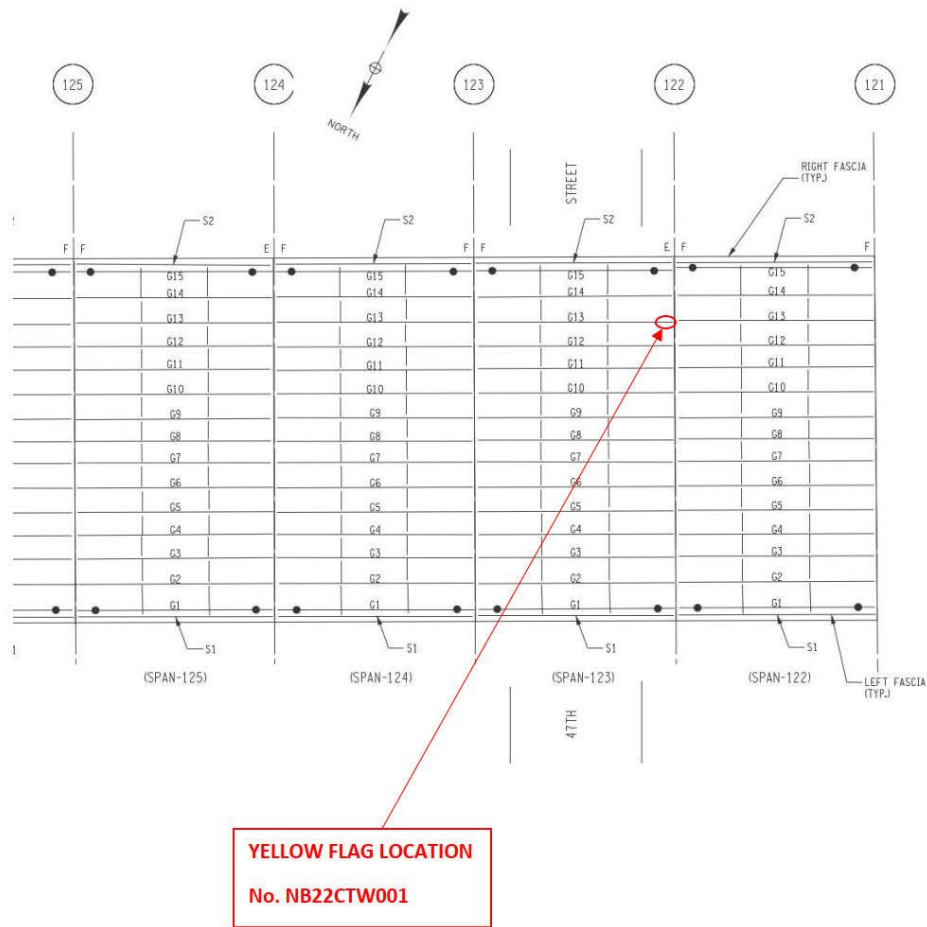 125 124 123 122 121
NORTH
STREET
RIGHT FASCIA
(TYP.)
S2 S2 S2 S2
F F E F F F E F F
G15 G15 G15 G15
G14 G14 G14 G14
G13 G13 G13 G13
G12 G12 G12 G12
G11 G11 G11 G11
G10 G10 G10 G10
G9 G9 G9 G9
G8 G8 G8 G8
G7 G7 G7 G7
G6 G6 G6 G6
G5 G5 G5 G5
G4 G4 G4 G4
G3 G3 G3 G3
G2 G2 G2 G2
G1 G1 G1 G1
S1 S1 S1 S1
(SPAN-125) (SPAN-124) (SPAN-123) (SPAN-122)
LEFT FASCIA
(TYP.)
47TH
YELLOW FLAG LOCATION
No. NB22CTW001